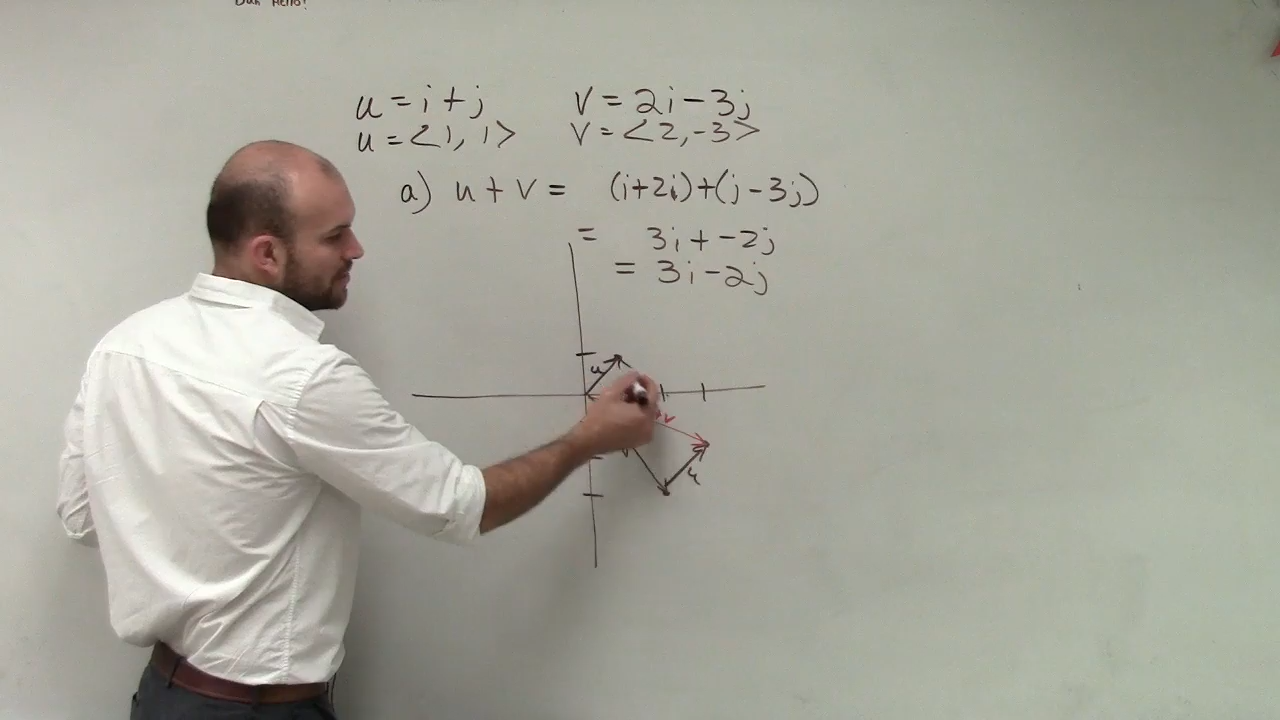 u = i + j v = 2i - 3j
u = <1, 1> v = <2, -3>
a) u + v = (i+2i)+(j-3j)
= 3i + -2j
= 3i - 2j
u
v
u